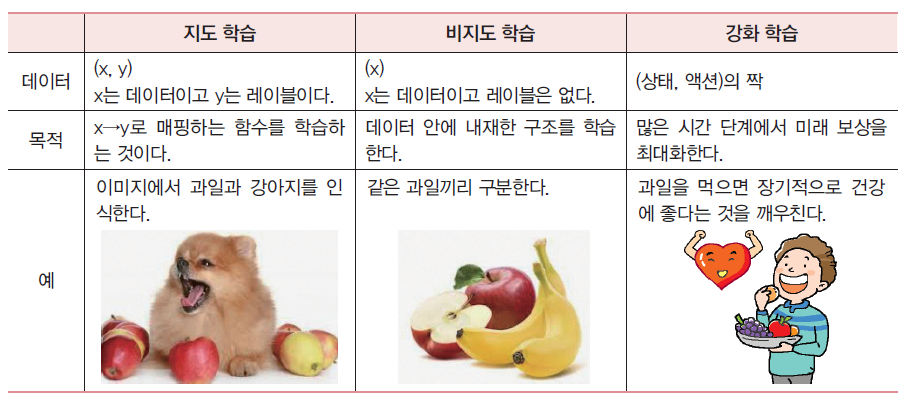 지도 학습
비지도 학습
강화 학습
데이터
(x, y)
x는 데이터이고 y는 레이블이다.
(x)
x는 데이터이고 레이블은 없다.
(상태, 액션)의 짝
목적
x→y로 매핑하는 함수를 학습하
는 것이다.
데이터 안에 내재한 구조를 학습
한다.
많은 시간 단계에서 미래 보상을
최대화한다.
예
이미지에서 과일과 강아지를 인
식한다.
같은 과일끼리 구분한다.
과일을 먹으면 장기적으로 건강
에 좋다는 것을 깨우친다.